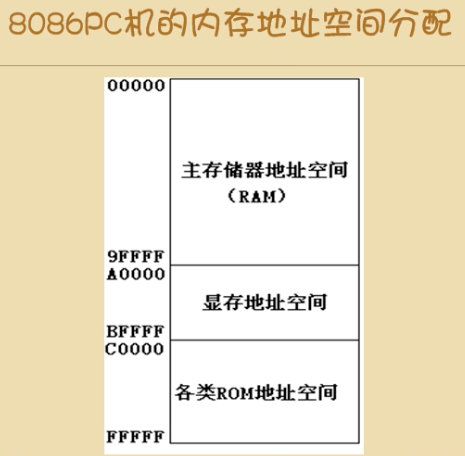 8086PC机的内存地址空间分配
00000
主存储器地址空间
（RAM）
9FFFF
A0000
显存地址空间
BFFFF
C0000
各类ROM地址空间
FFFFF